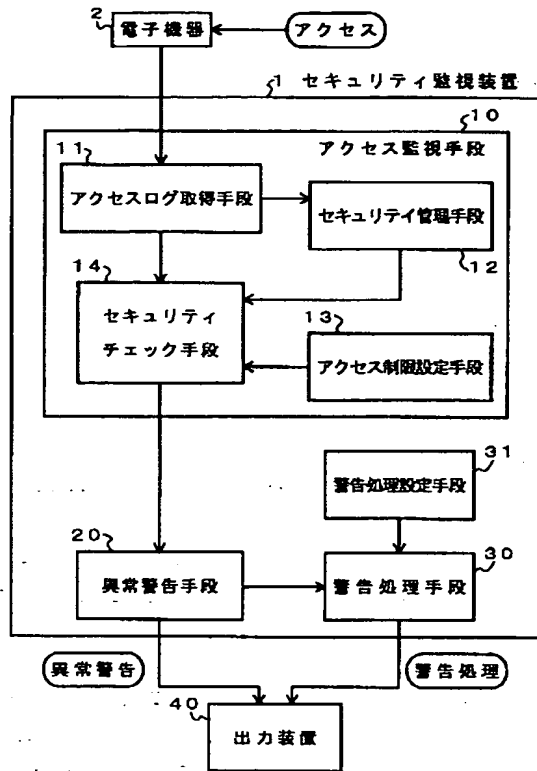 2
電子機器
アクセス
1 セキュリティ監視装置
10
アクセス監視手段
11
アクセスログ取得手段
セキュリテイ管理手段
12
14
セキュリティ
チェック手段
13
アクセス制限設定手段
31
警告処理設定手段
20
異常警告手段
30
警告処理手段
異常警告
警告処理
40
出力装置